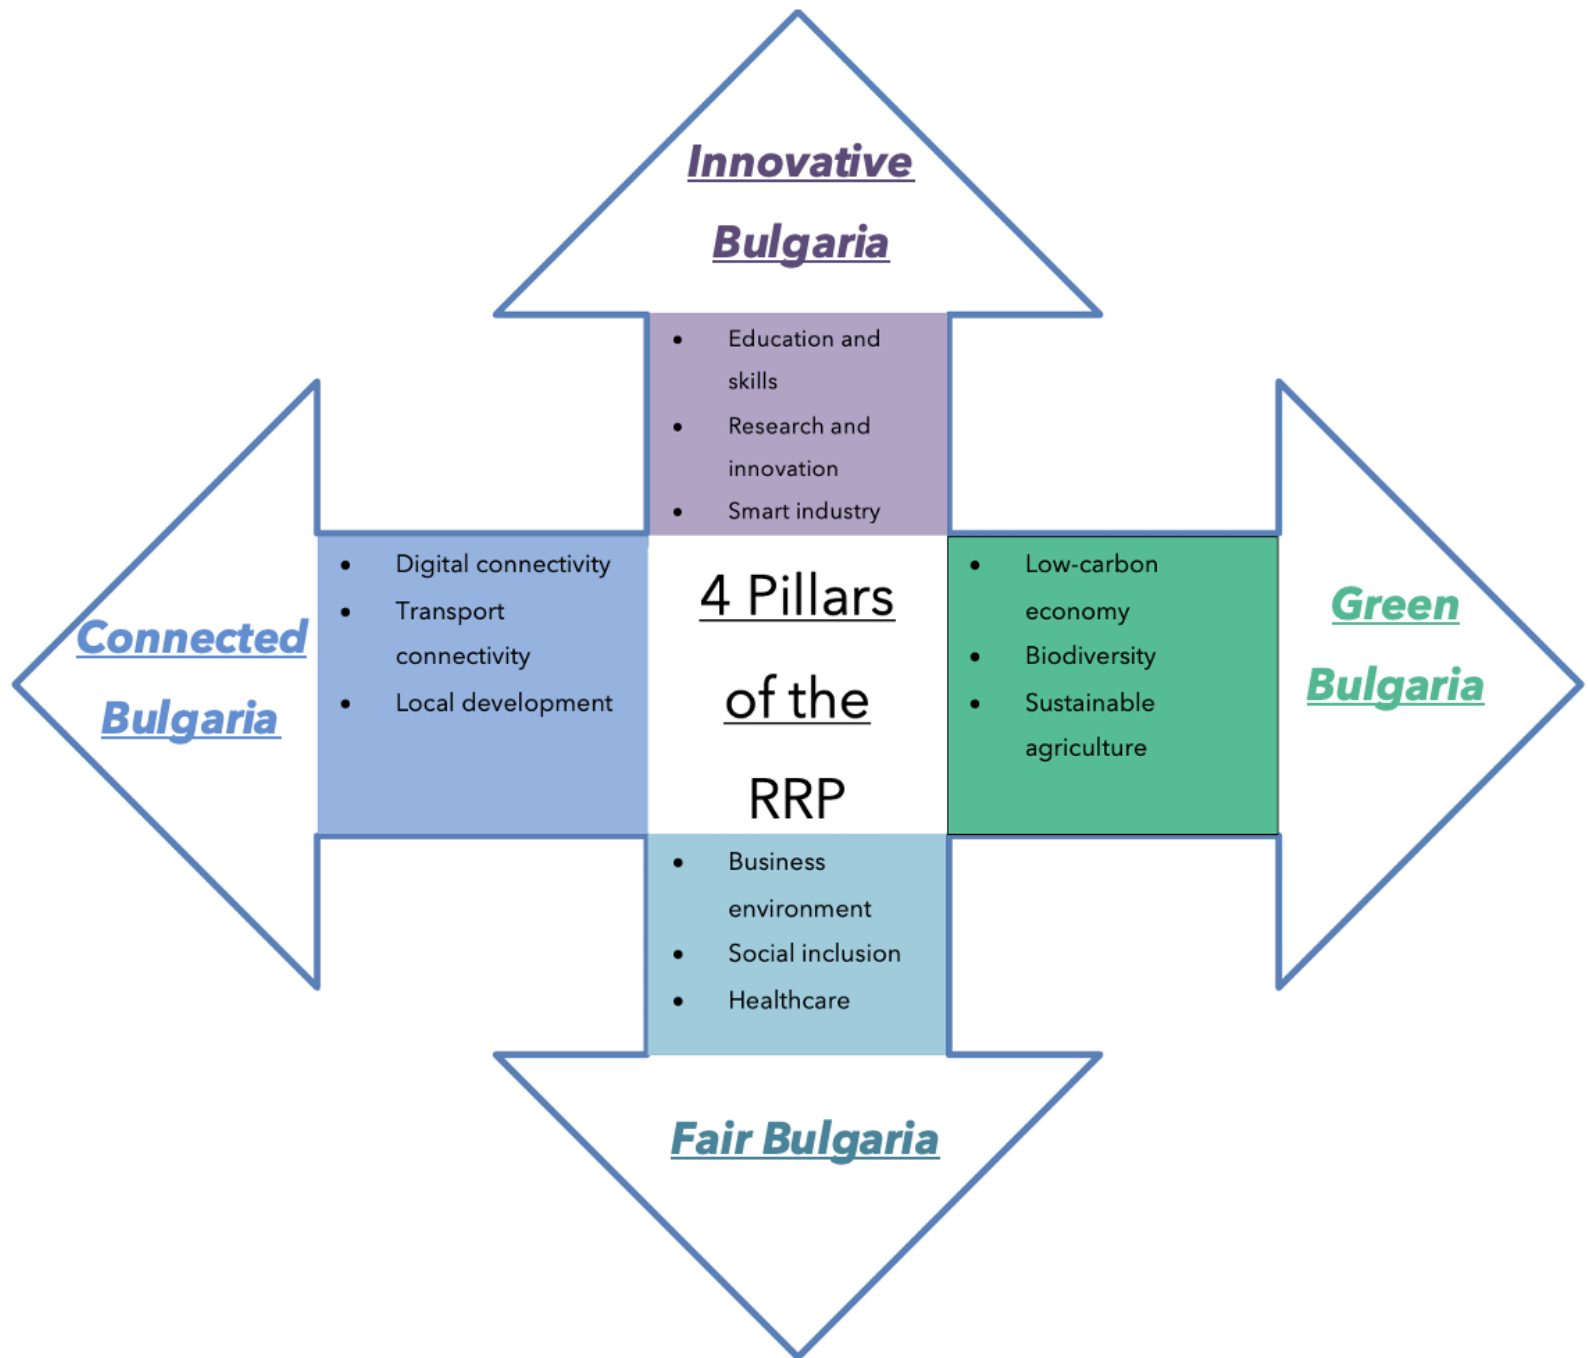 Innovative
Bulgaria
Education and
skills
Research and
innovation
Smart industry
Connected
Bulgaria
Digital connectivity
Transport
connectivity
Local development
4 Pillars
of the
RRP
Low-carbon
economy
Biodiversity
Sustainable
agriculture
Green
Bulgaria
Business
environment
Social inclusion
Healthcare
Fair Bulgaria